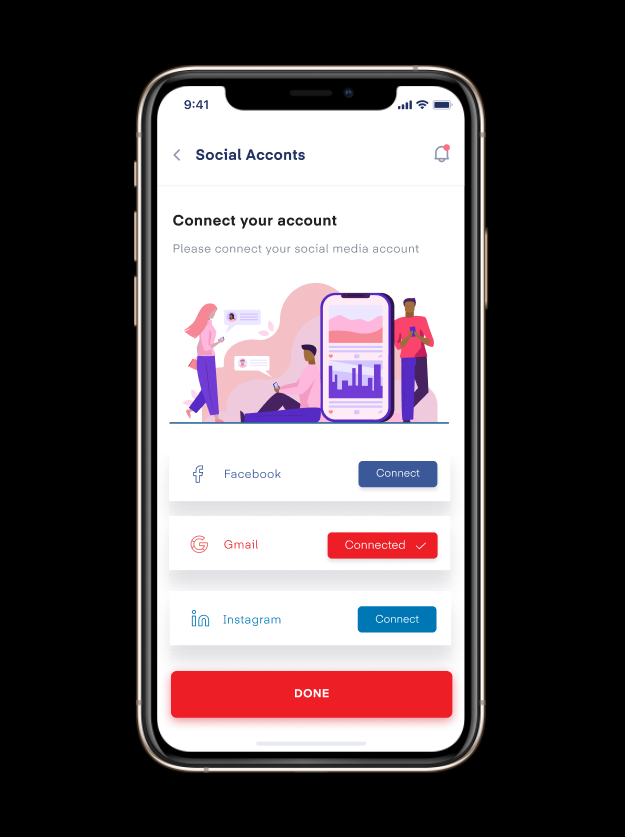 9:41
Social Acconts
Connect your account
Please connect your social media account
Facebook
Connect
Gmail
Connected
Instagram
Connect
DONE